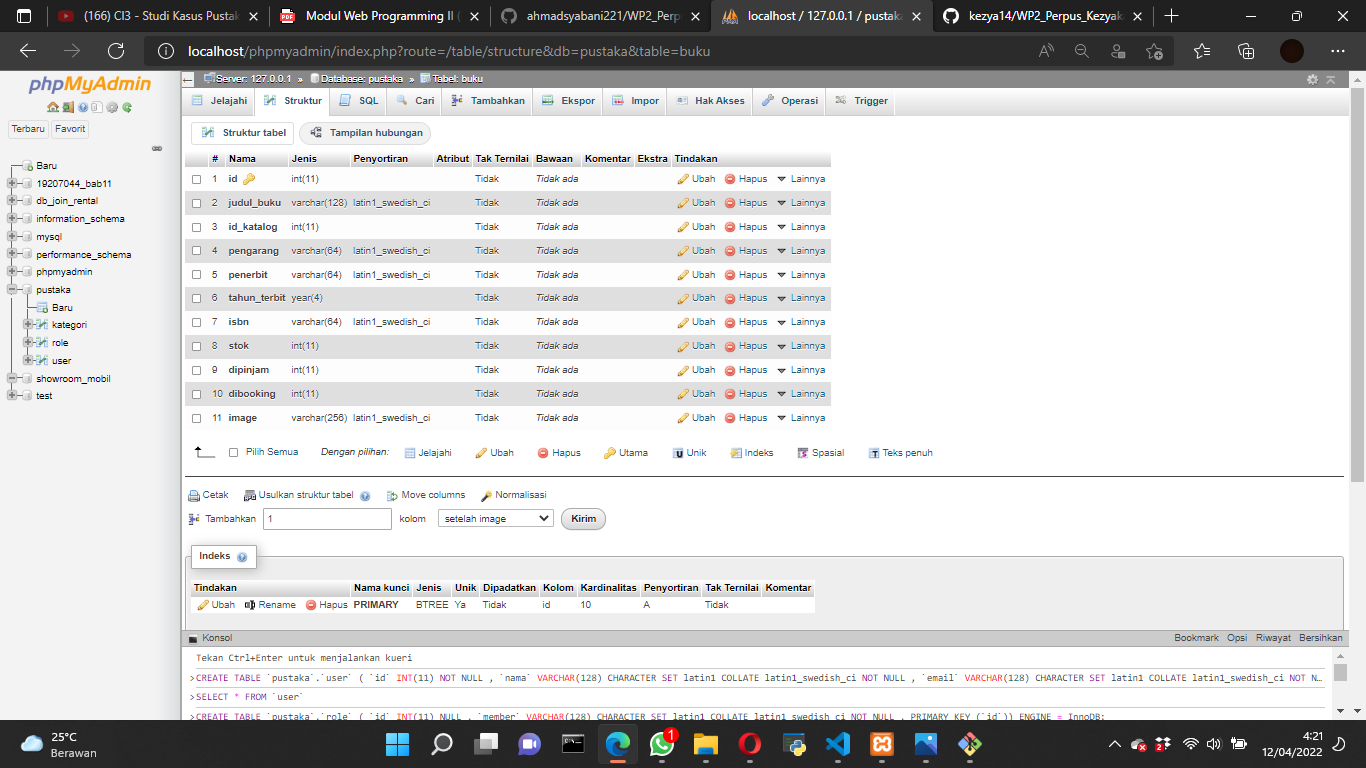 (166) CI3 - Studi Kasus Pustak
Modul Web Programming II (
ahmadsyabani221/WP2_Perp
localhost / 127.0.0.1 / pustaka
kezya14/WP2_Perpus_Kezyak
localhost/phpmyadmin/index.php?route=/table/structure&db=pustaka&table=buku
phpMyAdmin
Terbaru Favorit
Baru
19207044_bab11
db_join_rental
information_schema
mysql
performance_schema
phpmyadmin
pustaka
Baru
kategori
role
user
showroom_mobil
test
Server: 127.0.0.1 » Database: pustaka » Tabel: buku
Jelajahi Struktur SQL Cari Tambahkan Ekspor Impor Hak Akses Operasi Trigger
Struktur tabel Tampilan hubungan
# Nama Jenis Penyortiran Atribut Tak Ternilai Bawaan Komentar Ekstra Tindakan
1 id int(11) Tidak Tidak ada Ubah Hapus Lainnya
2 judul_buku varchar(128) latin1_swedish_ci Tidak Tidak ada Ubah Hapus Lainnya
3 id_katalog int(11) Tidak Tidak ada Ubah Hapus Lainnya
4 pengarang varchar(64) latin1_swedish_ci Tidak Tidak ada Ubah Hapus Lainnya
5 penerbit varchar(64) latin1_swedish_ci Tidak Tidak ada Ubah Hapus Lainnya
6 tahun_terbit year(4) Tidak Tidak ada Ubah Hapus Lainnya
7 isbn varchar(64) latin1_swedish_ci Tidak Tidak ada Ubah Hapus Lainnya
8 stok int(11) Tidak Tidak ada Ubah Hapus Lainnya
9 dipinjam int(11) Tidak Tidak ada Ubah Hapus Lainnya
10 dibooking int(11) Tidak Tidak ada Ubah Hapus Lainnya
11 image varchar(256) latin1_swedish_ci Tidak Tidak ada Ubah Hapus Lainnya
Pilih Semua Dengan pilihan: Jelajahi Ubah Hapus Utama Unik Indeks Spasial Teks penuh
Cetak Usulkan struktur tabel Move columns Normalisasi
Tambahkan 1 kolom setelah image Kirim
Indeks
Tindakan Nama kunci Jenis Unik Dipadatkan Kolom Kardinalitas Penyortiran Tak Ternilai Komentar
Ubah Rename Hapus PRIMARY BTREE Ya Tidak id 10 A Tidak
Konsol Bookmark Opsi Riwayat Bersihkan
Tekan Ctrl+Enter untuk menjalankan kueri
>CREATE TABLE `pustaka`.`user` ( `id` INT(11) NOT NULL , `nama` VARCHAR(128) CHARACTER SET latin1 COLLATE latin1_swedish_ci NOT NULL , `email` VARCHAR(128) CHARACTER SET latin1 COLLATE latin1_swedish_ci NOT N…
>SELECT * FROM `user`
>CREATE TABLE `pustaka`.`role` ( `id` INT(11) NULL , `member` VARCHAR(128) CHARACTER SET latin1 COLLATE latin1_swedish_ci NOT NULL , PRIMARY KEY (`id`)) ENGINE = InnoDB;
25°C
Berawan
1
2
4:21
12/04/2022